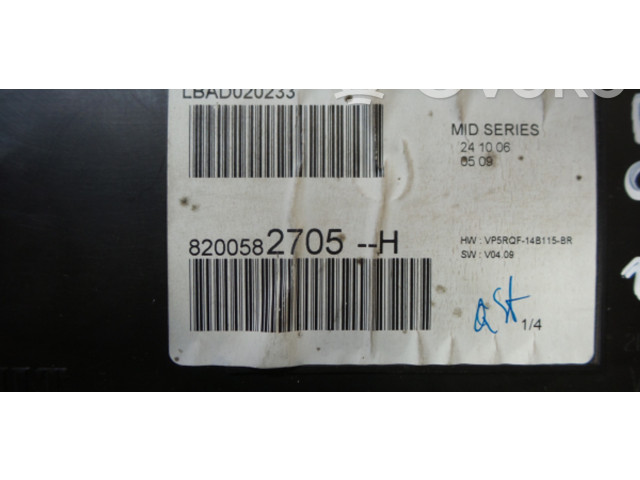 LBAD020233
MID SERIES
24 10 06
05 09
8200582705 --H
HW : VP5RQF-14B115-BR
SW : V04.09
1/4